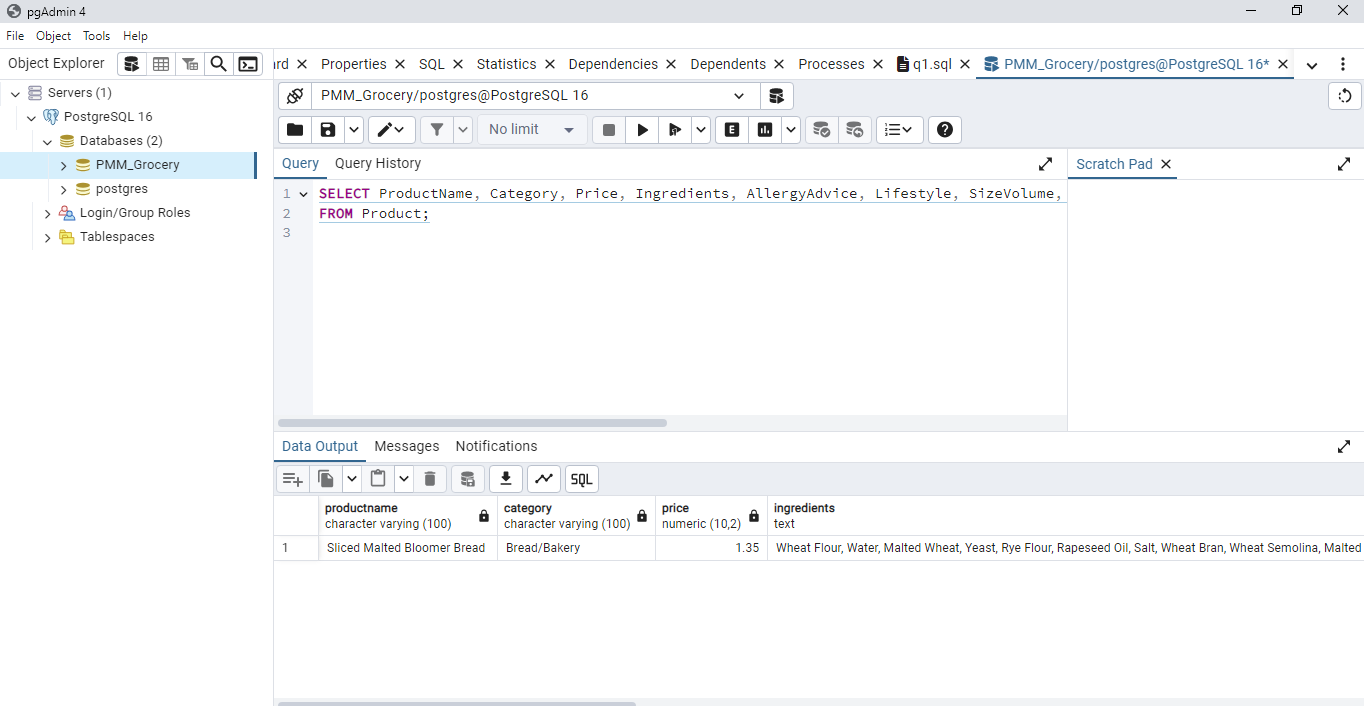 pgAdmin 4
File Object Tools Help
Object Explorer
rd Properties SQL Statistics Dependencies Dependents Processes q1.sql PMM_Grocery/postgres@PostgreSQL 16*
Servers (1)
PostgreSQL 16
Databases (2)
PMM_Grocery
postgres
Login/Group Roles
Tablespaces
PMM_Grocery/postgres@PostgreSQL 16
No limit
E
Query Query History
Scratch Pad
1 SELECT ProductName, Category, Price, Ingredients, AllergyAdvice, Lifestyle, SizeVolume,
2 FROM Product;
3
Data Output Messages Notifications
SQL
productname category price ingredients
character varying (100) character varying (100) numeric (10,2) text
1 Sliced Malted Bloomer Bread Bread/Bakery 1.35 Wheat Flour, Water, Malted Wheat, Yeast, Rye Flour, Rapeseed Oil, Salt, Wheat Bran, Wheat Semolina, Malted